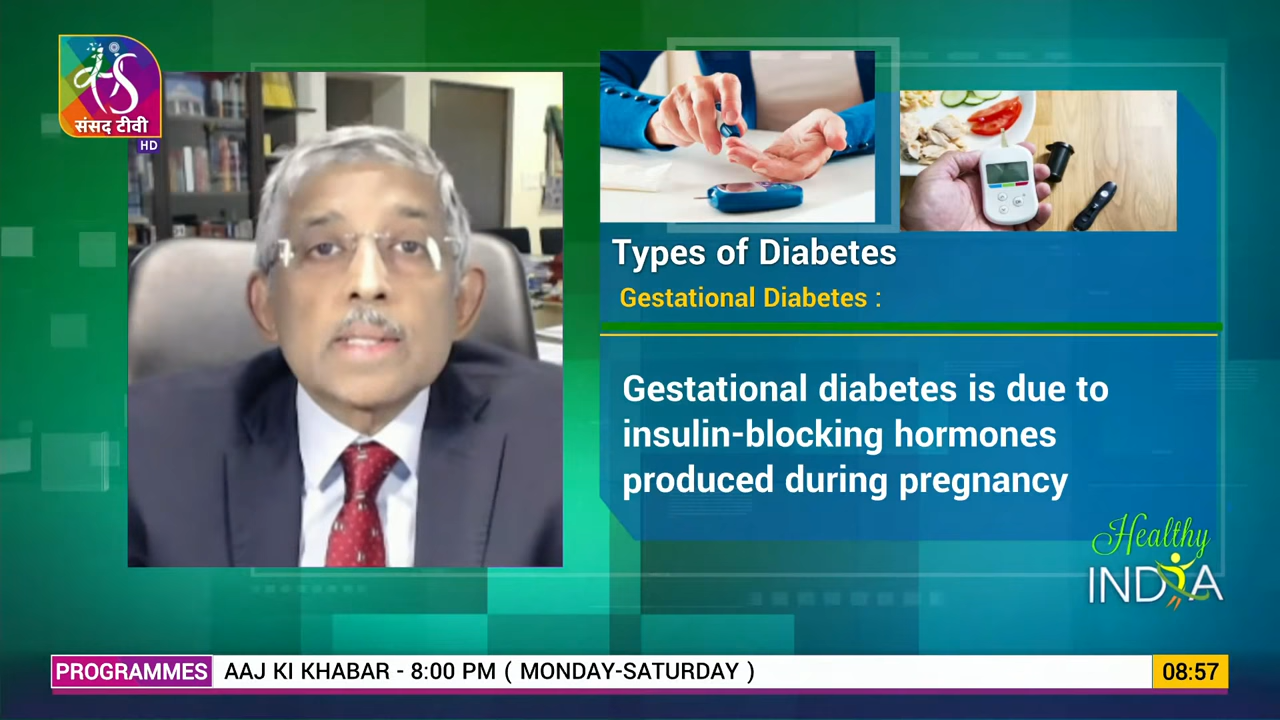 संसद टीवी
HD
Types of Diabetes
Gestational Diabetes :
Gestational diabetes is due to
insulin-blocking hormones
produced during pregnancy
Healthy
INDIA
PROGRAMMES AAJ KI KHABAR - 8:00 PM ( MONDAY-SATURDAY ) 08:57